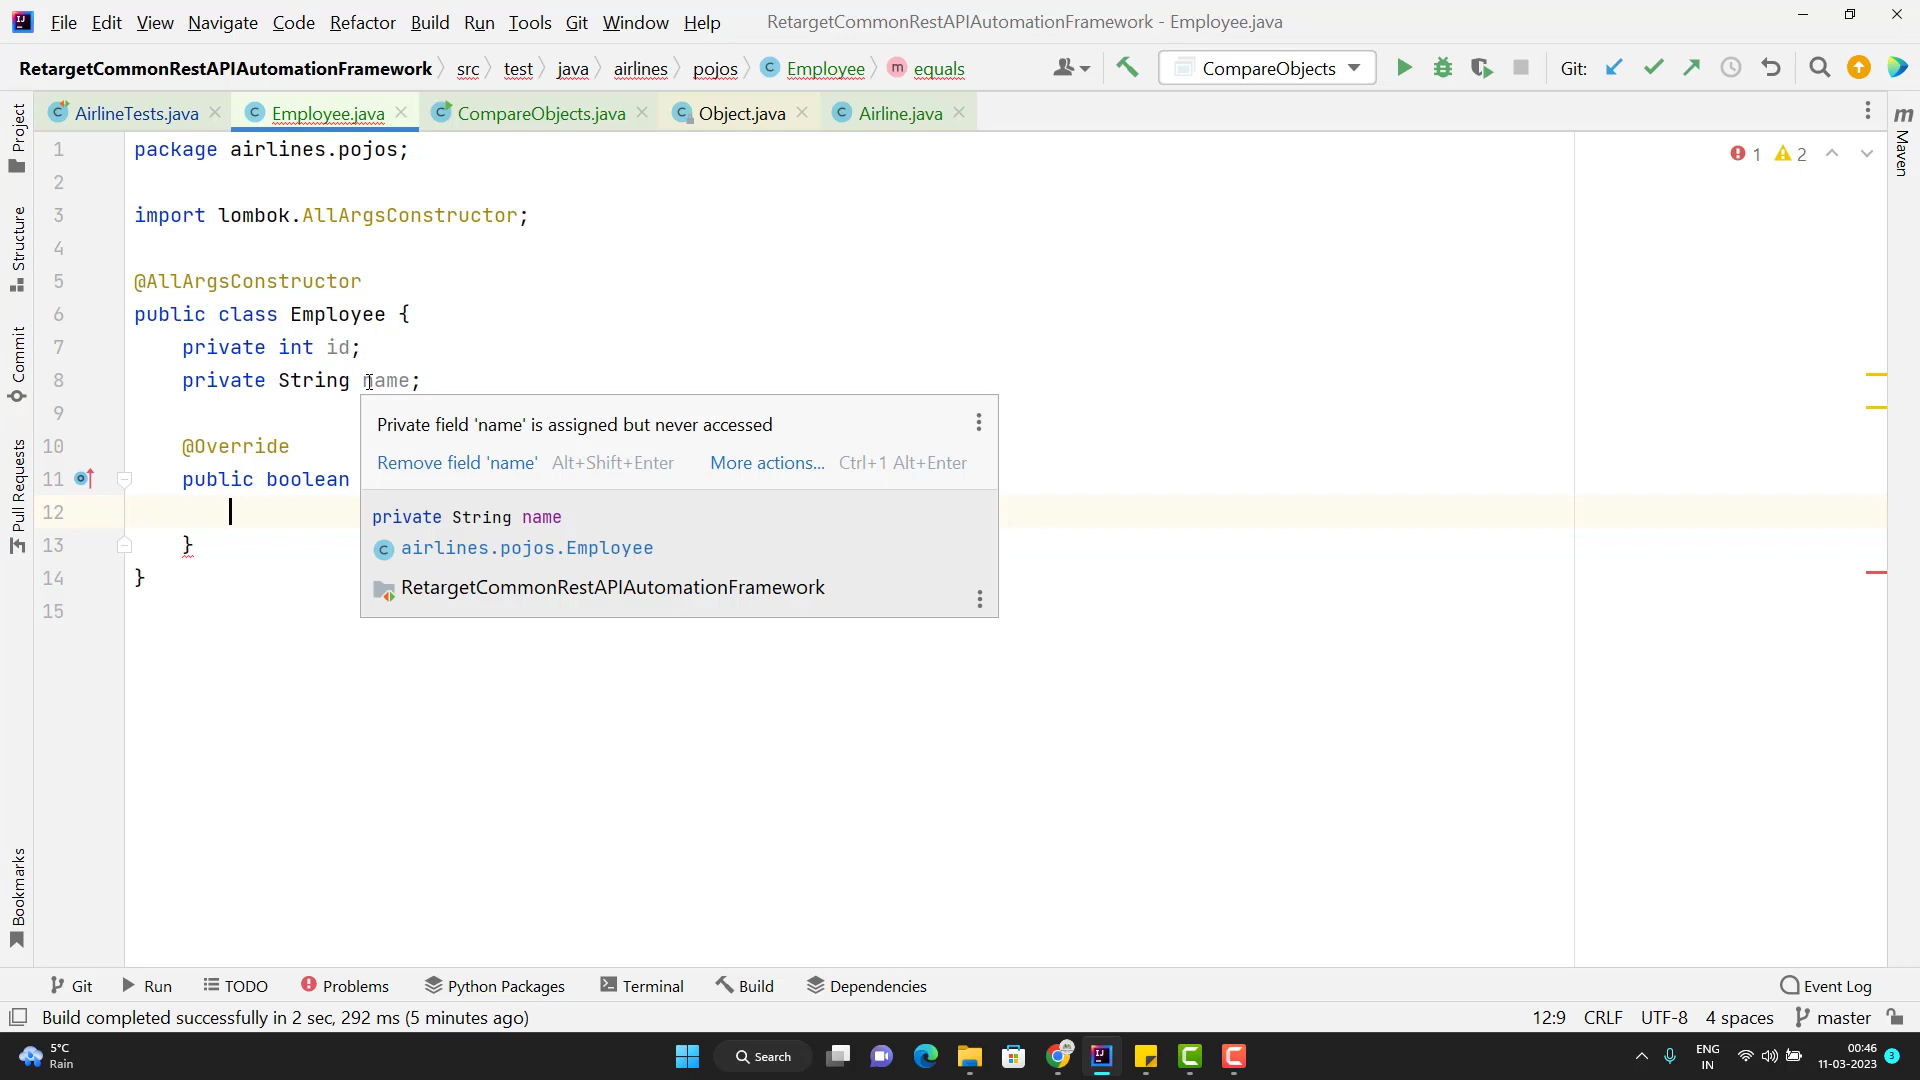 File Edit View Navigate Code Refactor Build Run Tools Git Window Help RetargetCommonRestAPIAutomationFramework - Employee.java
RetargetCommonRestAPIAutomationFramework src test java airlines pojos C Employee m equals CompareObjects Git:
AirlineTests.java Employee.java CompareObjects.java Object.java Airline.java
Project
Structure
Commit
Pull Requests
Bookmarks
m Maven
1 2
1 package airlines.pojos;
2
3 import lombok.AllArgsConstructor;
4
5 @AllArgsConstructor
6 public class Employee {
7 private int id;
8 private String name;
9
10 @Override
11 public boolean
12
13 }
14 }
15
Private field 'name' is assigned but never accessed
Remove field 'name' Alt+Shift+Enter More actions... Ctrl+1 Alt+Enter
private String name
C airlines.pojos.Employee
RetargetCommonRestAPIAutomationFramework
Git Run TODO Problems Python Packages Terminal Build Dependencies Event Log
Build completed successfully in 2 sec, 292 ms (5 minutes ago) 12:9 CRLF UTF-8 4 spaces master
5°C
Rain
Search
ENG
IN
00:46
11-03-2023
3